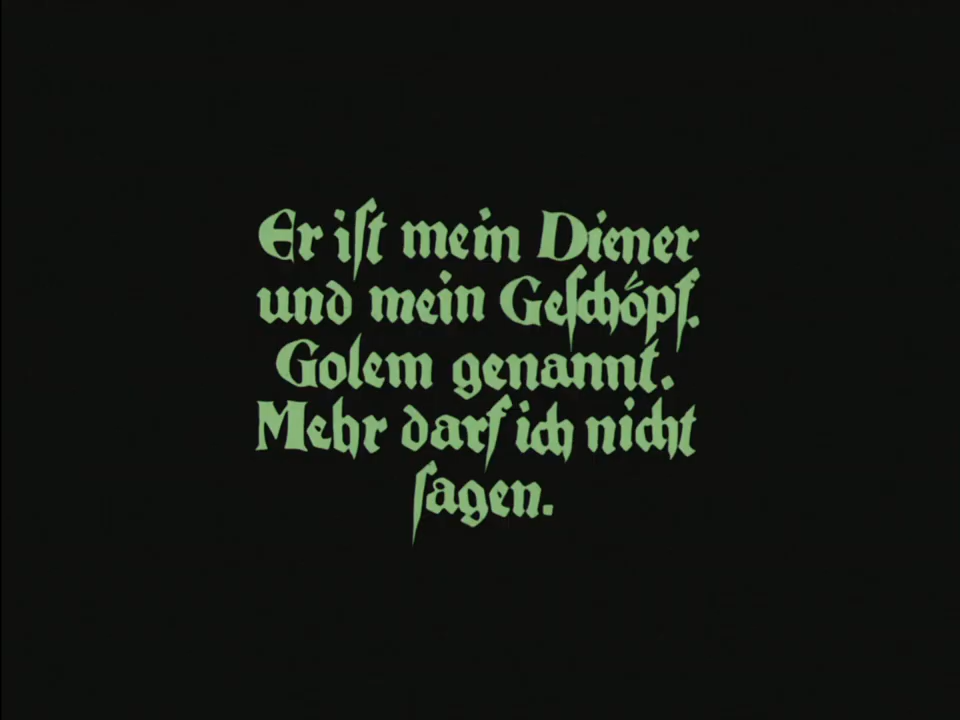 Er iſt mein Diener
und mein Geſchöpf.
Golem genannt.
Mehr darf ich nicht
ſagen.